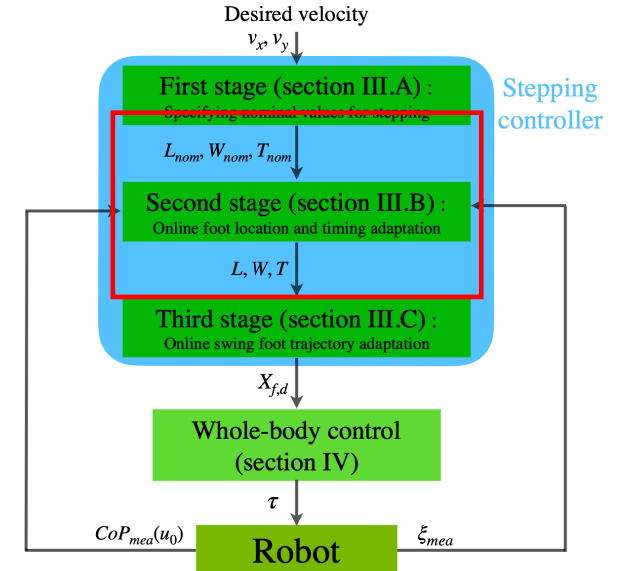 Desired velocity
v_x, v_y
First stage (section III.A) :
Specifying nominal values for stepping
Stepping
controller
L_nom, W_nom, T_nom
Second stage (section III.B) :
Online foot location and timing adaptation
L, W, T
Third stage (section III.C) :
Online swing foot trajectory adaptation
X_f,d
Whole-body control
(section IV)
τ
CoP_mea(u_0)
ξ_mea
Robot